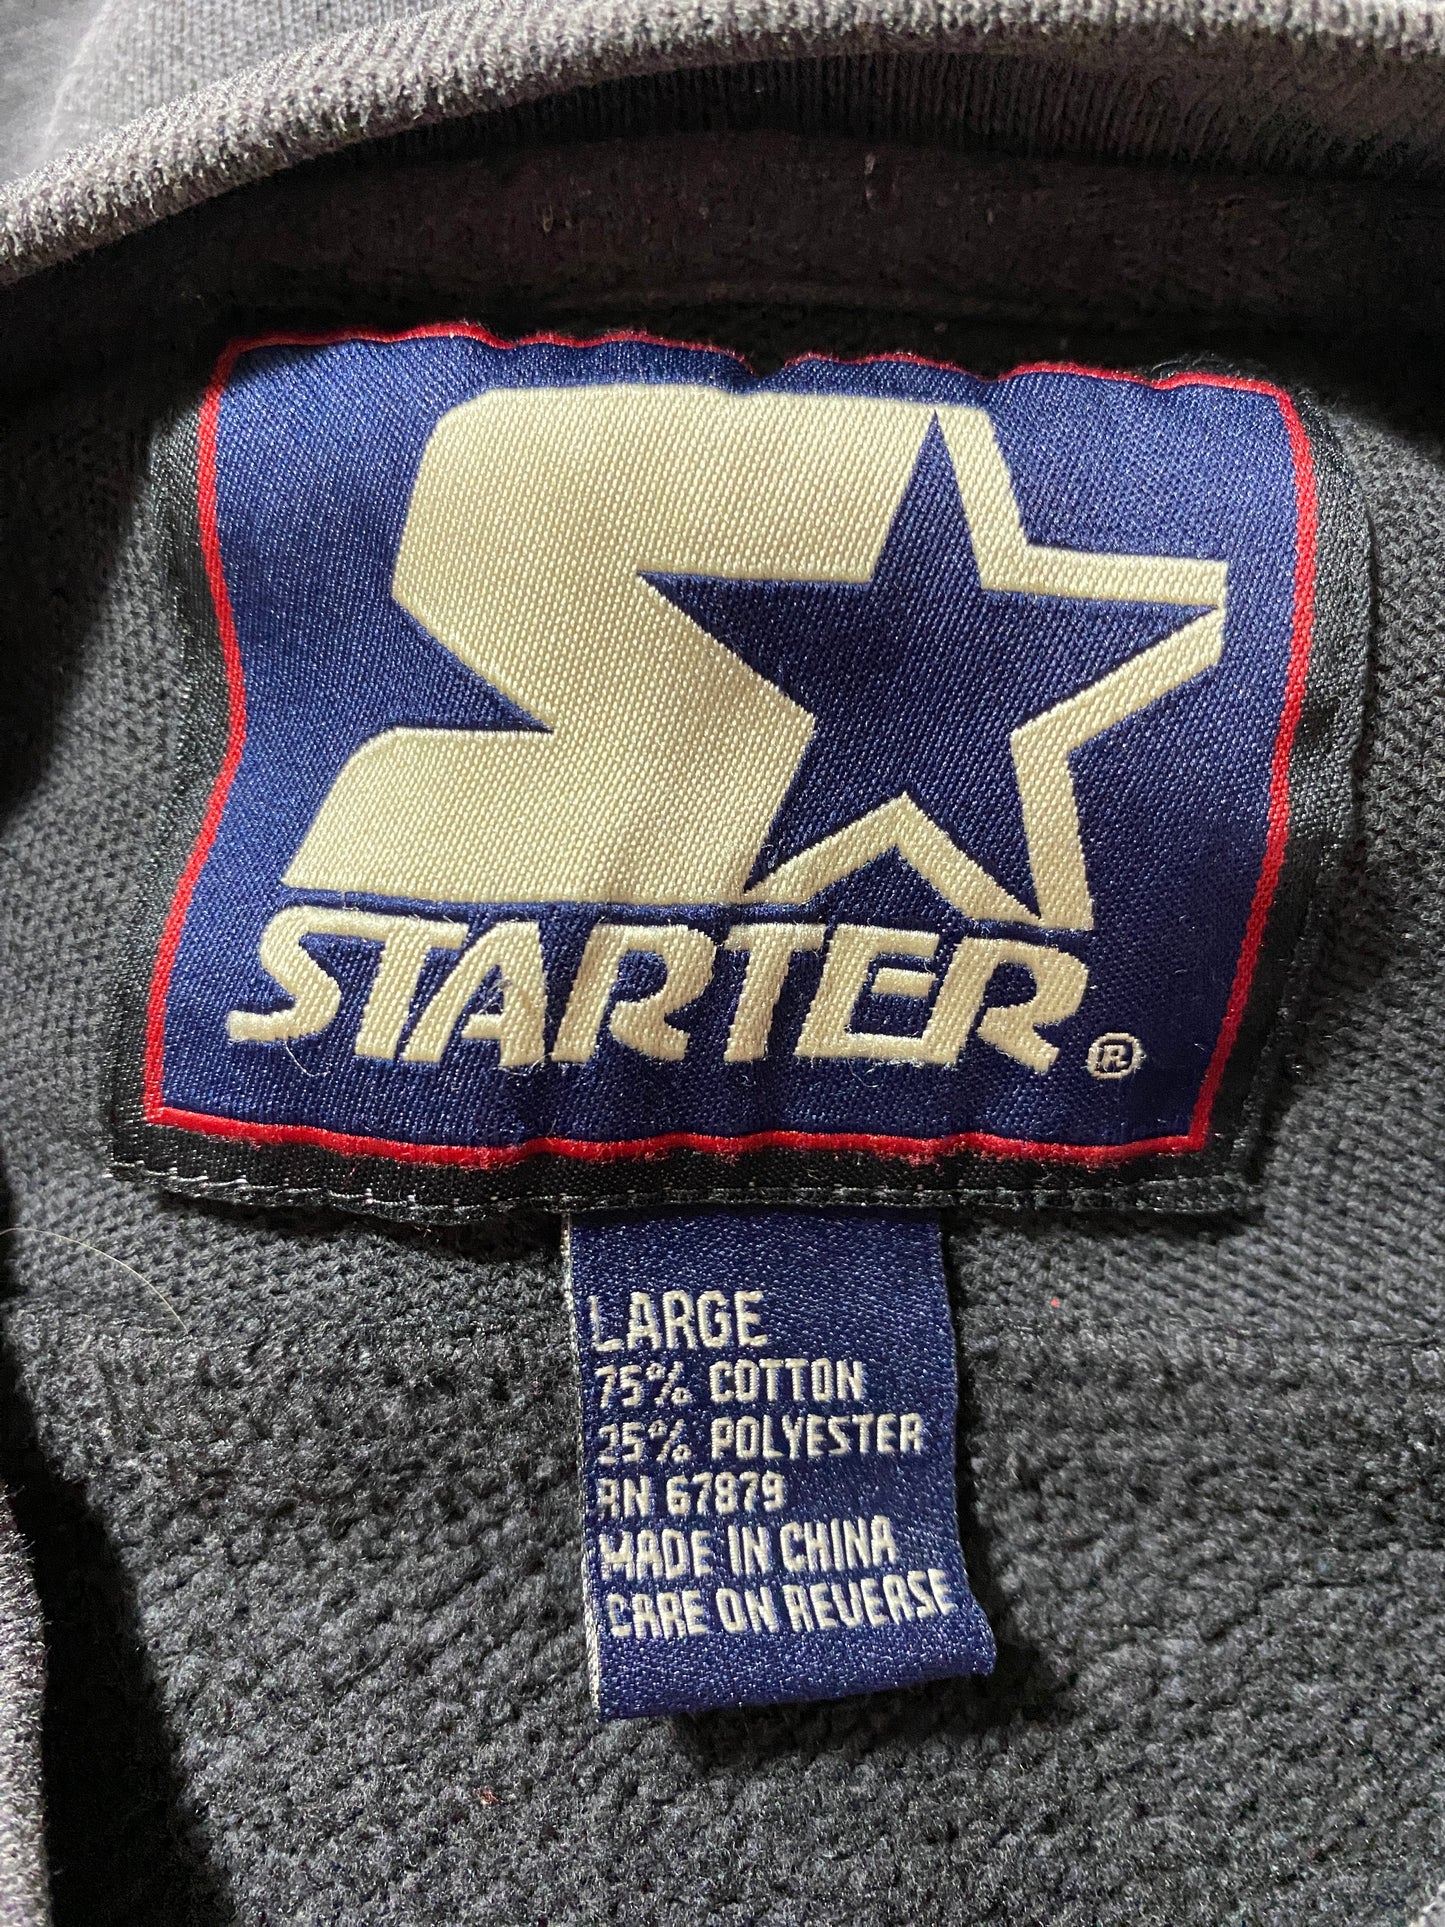 STARTER®
LARGE
75% COTTON
25% POLYESTER
RN 67879
MADE IN CHINA
CARE ON REVERSE